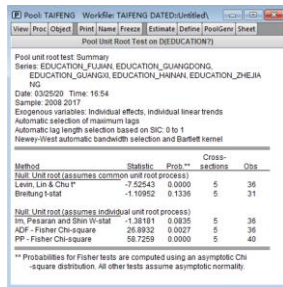 Pool: TAIFENG Workfile: TAIFENG DATED::Untitled\
View Proc Object Print Name Freeze Estimate Define PoolGenr Sheet
Pool Unit Root Test on D(EDUCATION?)
Pool unit root test: Summary
Series: EDUCATION_FUJIAN, EDUCATION_GUANGDONG,
EDUCATION_GUANGXI, EDUCATION_HAINAN, EDUCATION_ZHEJIA
NG
Date: 03/25/20 Time: 16:54
Sample: 2008 2017
Exogenous variables: Individual effects, individual linear trends
Automatic selection of maximum lags
Automatic lag length selection based on SIC: 0 to 1
Newey-West automatic bandwidth selection and Bartlett kernel
Cross-
Method Statistic Prob.** sections Obs
Null: Unit root (assumes common unit root process)
Levin, Lin & Chu t* -7.52543 0.0000 5 36
Breitung t-stat -1.10952 0.1336 5 31
Null: Unit root (assumes individual unit root process)
Im, Pesaran and Shin W-stat -1.38181 0.0835 5 36
ADF - Fisher Chi-square 26.8932 0.0027 5 36
PP - Fisher Chi-square 58.7259 0.0000 5 40
** Probabilities for Fisher tests are computed using an asymptotic Chi
-square distribution. All other tests assume asymptotic normality.